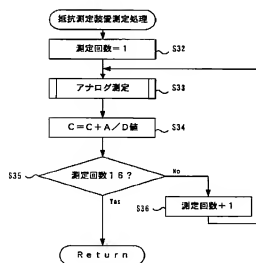 抵抗測定装置測定処理
測定回数=1
S32
アナログ測定
S33
C=C+A/D値
S34
S35
測定回数16?
No
Yes
測定回数+1
S36
Return